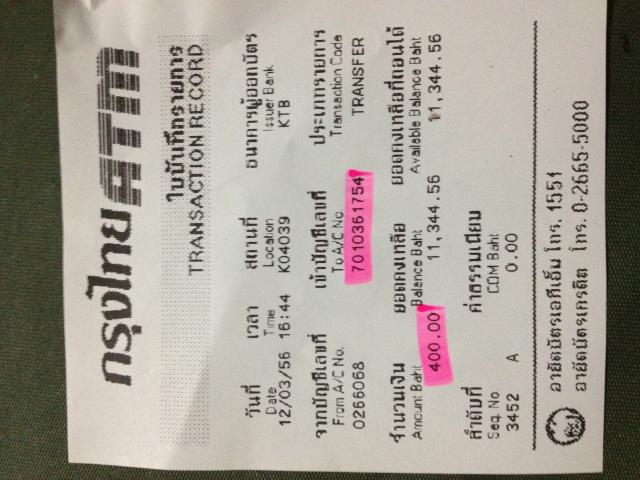 กรุงไทย ATM
ใบบันทึกรายการ
TRANSACTION RECORD
วันที่ เวลา สถานที่ ธนาคารผู้ออกบัตร
Date Time Location Issuer Bank
12/03/56 16:44 K04039 KTB
จากบัญชีเลขที่ เข้าบัญชีเลขที่ ประเภทรายการ
From A/C No. To A/C No. Transaction Code
0266068 7010361754 TRANSFER
จำนวนเงิน ยอดคงเหลือ ยอดคงเหลือที่ถอนได้
Amount Baht Balance Baht Available Balance Baht
400.00 11,344.56 11,344.56
ลำดับที่ ค่าธรรมเนียม
Seq. No. COM Baht
3452 A 0.00
อายัดบัตรเอทีเอ็ม โทร. 1551
อายัดบัตรเครดิต โทร. 0-2665-5000